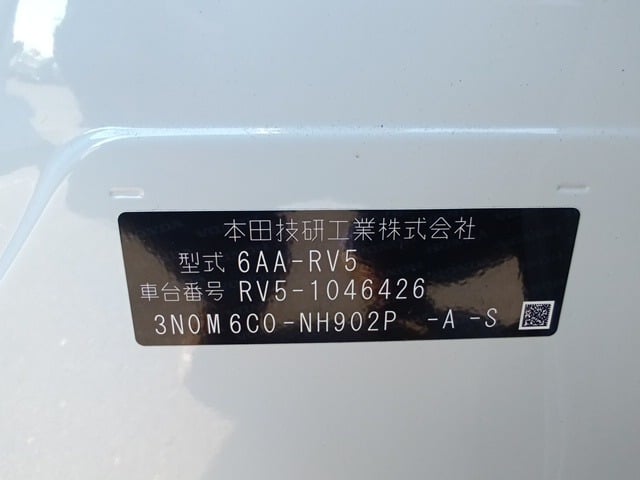 本田技研工業株式会社
型式 6AA-RV5
車台番号 RV5-1046426
3N0M6C0-NH902P -A -S